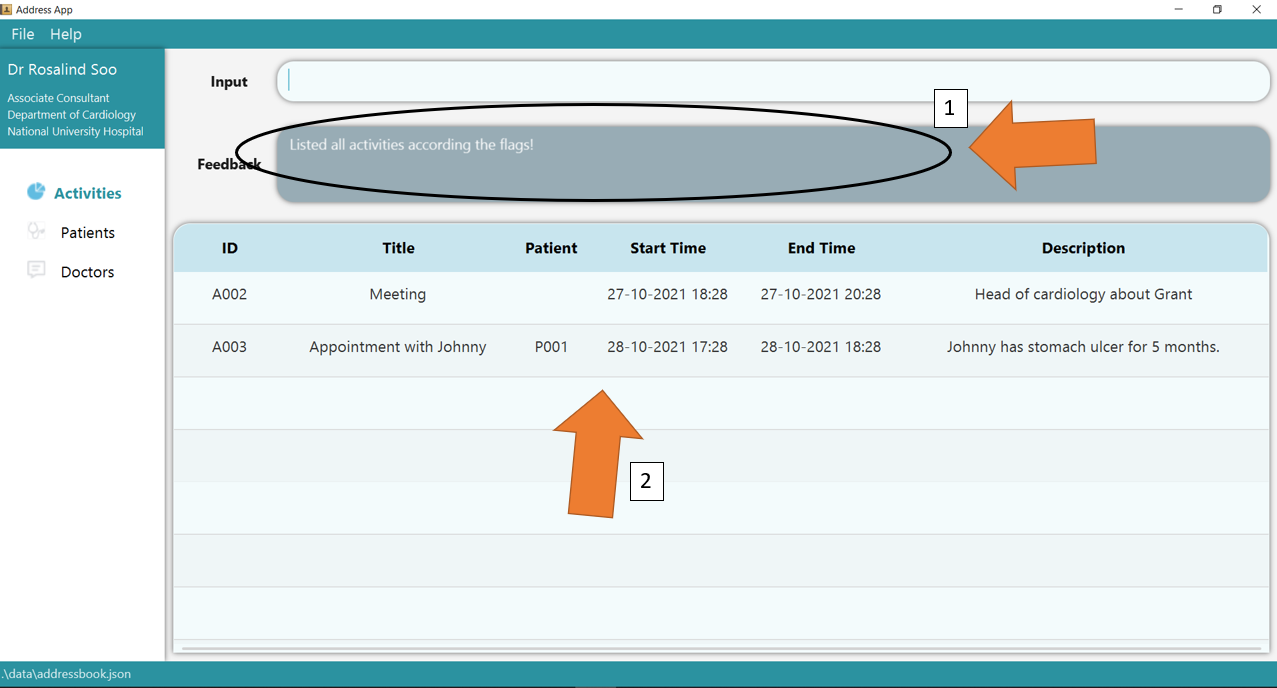 Address App
File Help
Dr Rosalind Soo
Associate Consultant
Department of Cardiology
National University Hospital
Activities
Patients
Doctors
Input
1
Feedback
Listed all activities according the flags!
ID Title Patient Start Time End Time Description
A002 Meeting 27-10-2021 18:28 27-10-2021 20:28 Head of cardiology about Grant
A003 Appointment with Johnny P001 28-10-2021 17:28 28-10-2021 18:28 Johnny has stomach ulcer for 5 months.
2
.\data\addressbook.json